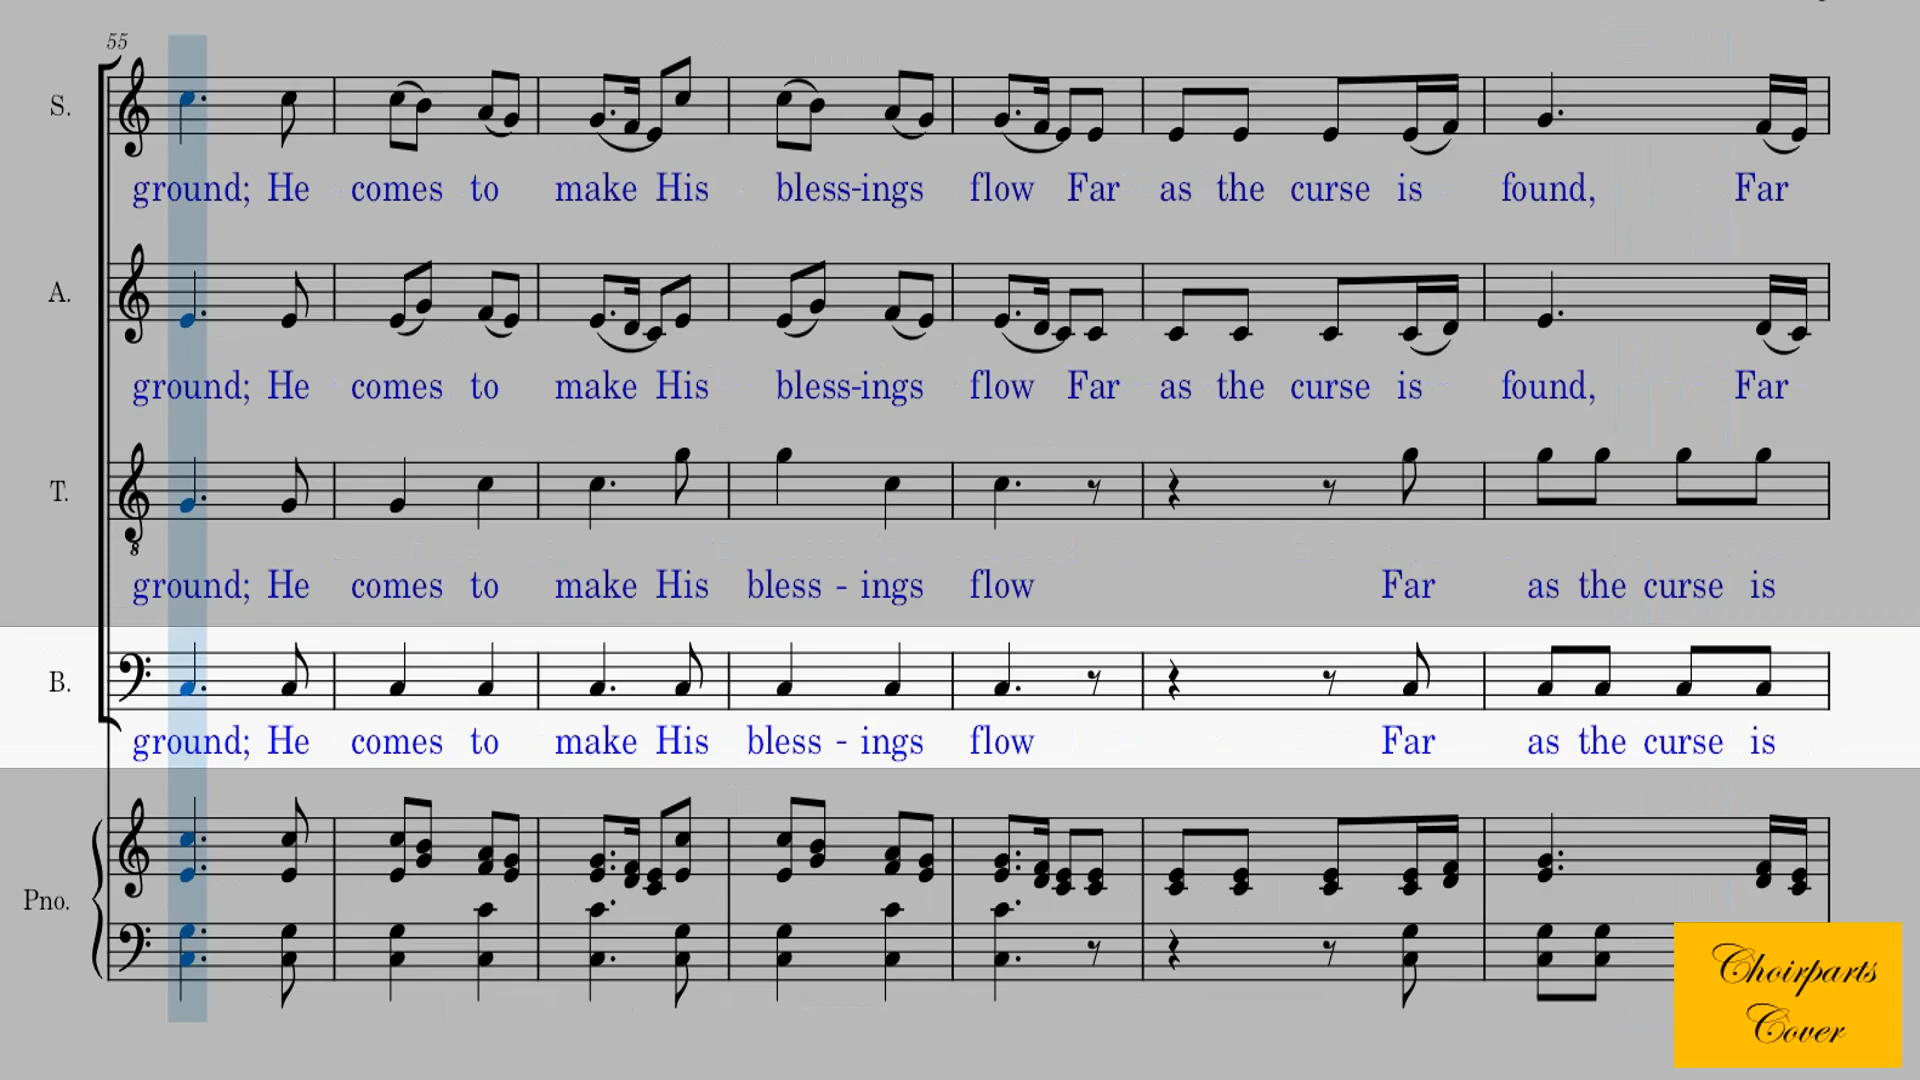 55
S.
ground; He comes to make His bless-ings flow Far as the curse is found, Far
A.
ground; He comes to make His bless-ings flow Far as the curse is found, Far
T.
8
ground; He comes to make His bless - ings flow Far as the curse is
B.
ground; He comes to make His bless - ings flow Far as the curse is
Pno.
Choirparts
Cover